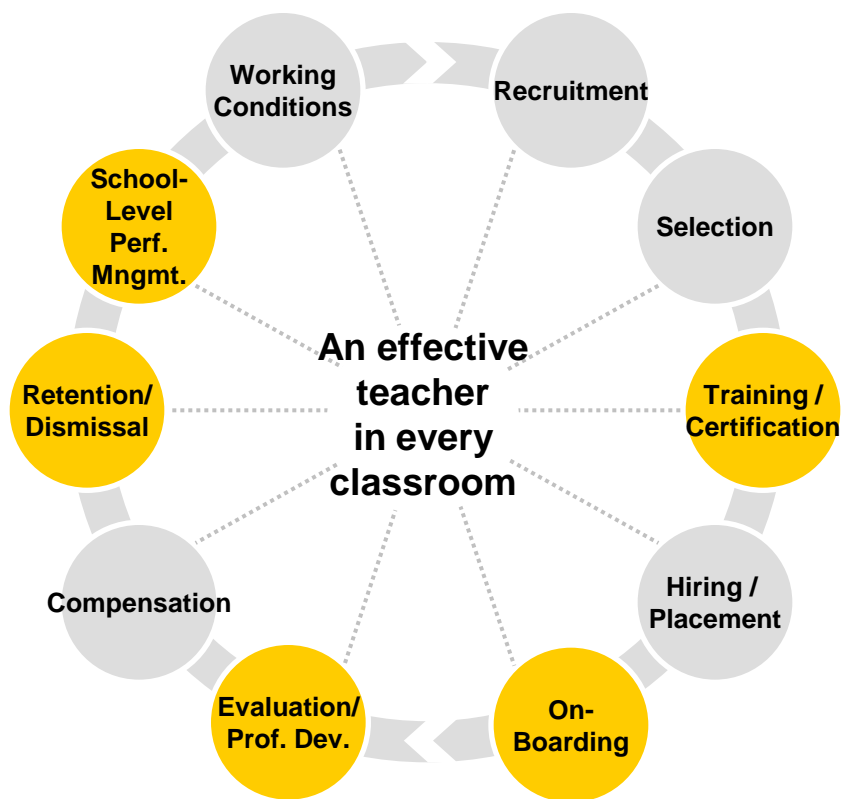 Working
Conditions
Recruitment
School-
Level
Perf.
Mngmt.
Selection
An effective
teacher
in every
classroom
Retention/
Dismissal
Training /
Certification
Compensation
Hiring /
Placement
Evaluation/
Prof. Dev.
On-
Boarding